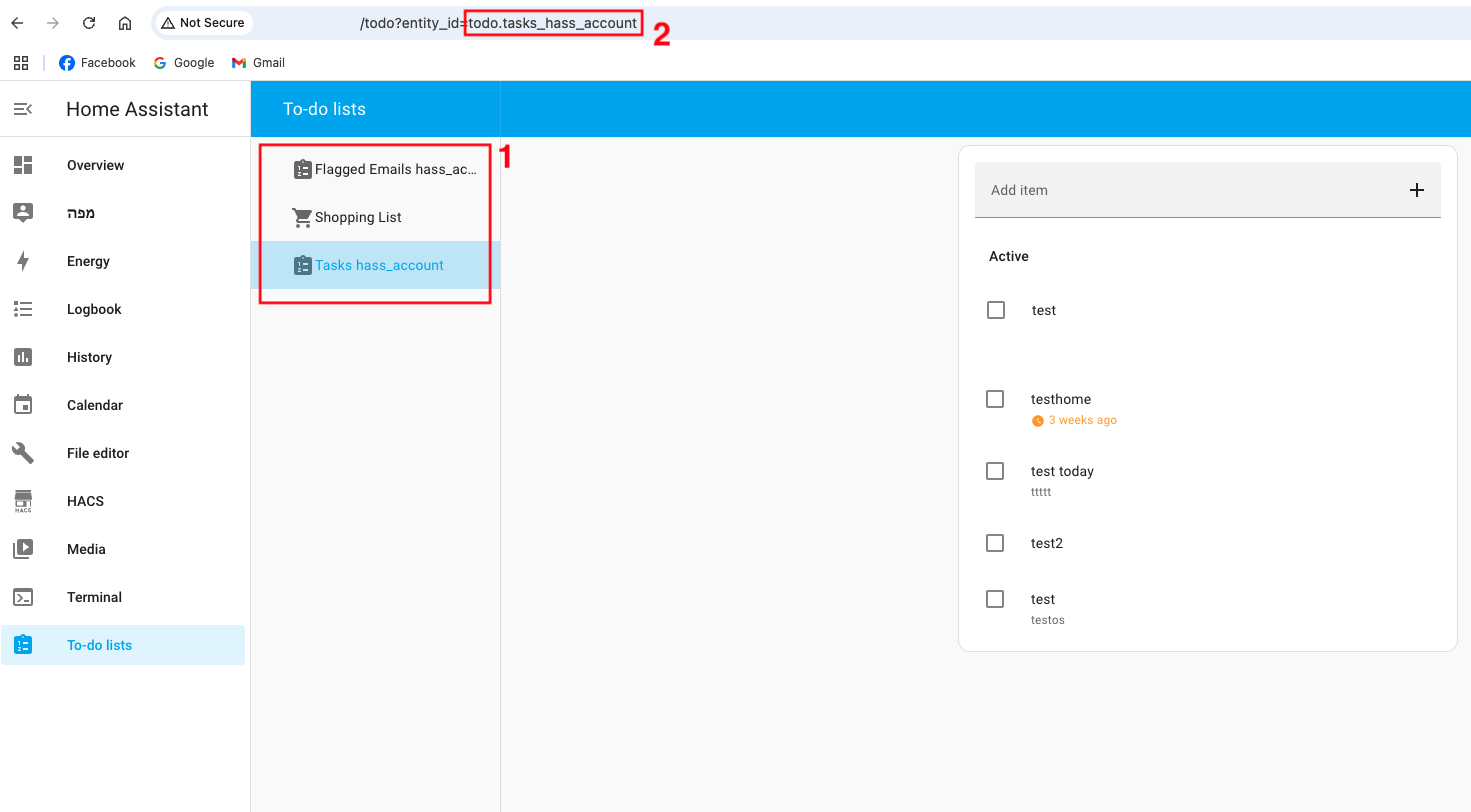 Not Secure
/todo?entity_id=todo.tasks_hass_account
2
Facebook
Google
Gmail
Home Assistant
To-do lists
Overview
מפה
Energy
Logbook
History
Calendar
File editor
HACS
HACS
Media
Terminal
To-do lists
1
Flagged Emails hass_ac...
Shopping List
Tasks hass_account
Add item
Active
test
testhome
3 weeks ago
test today
ttttt
test2
test
testos